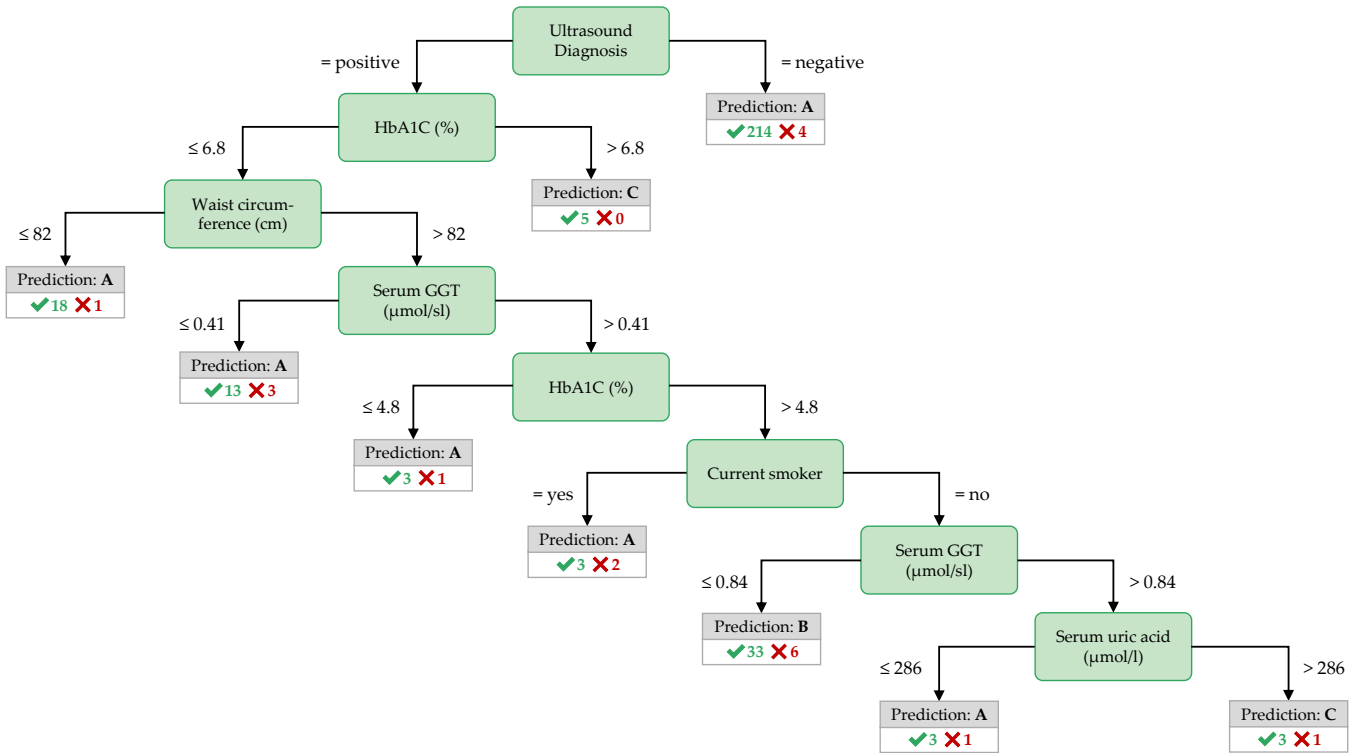 Ultrasound
Diagnosis
= positive
= negative
HbA1C (%)
Prediction: A
214 4
≤ 6.8
> 6.8
Waist circum-
ference (cm)
Prediction: C
5 0
≤ 82
> 82
Prediction: A
18 1
Serum GGT
(μmol/sl)
≤ 0.41
> 0.41
Prediction: A
13 3
HbA1C (%)
≤ 4.8
> 4.8
Prediction: A
3 1
Current smoker
= yes
= no
Prediction: A
3 2
Serum GGT
(μmol/sl)
≤ 0.84
> 0.84
Prediction: B
33 6
Serum uric acid
(μmol/l)
≤ 286
> 286
Prediction: A
3 1
Prediction: C
3 1